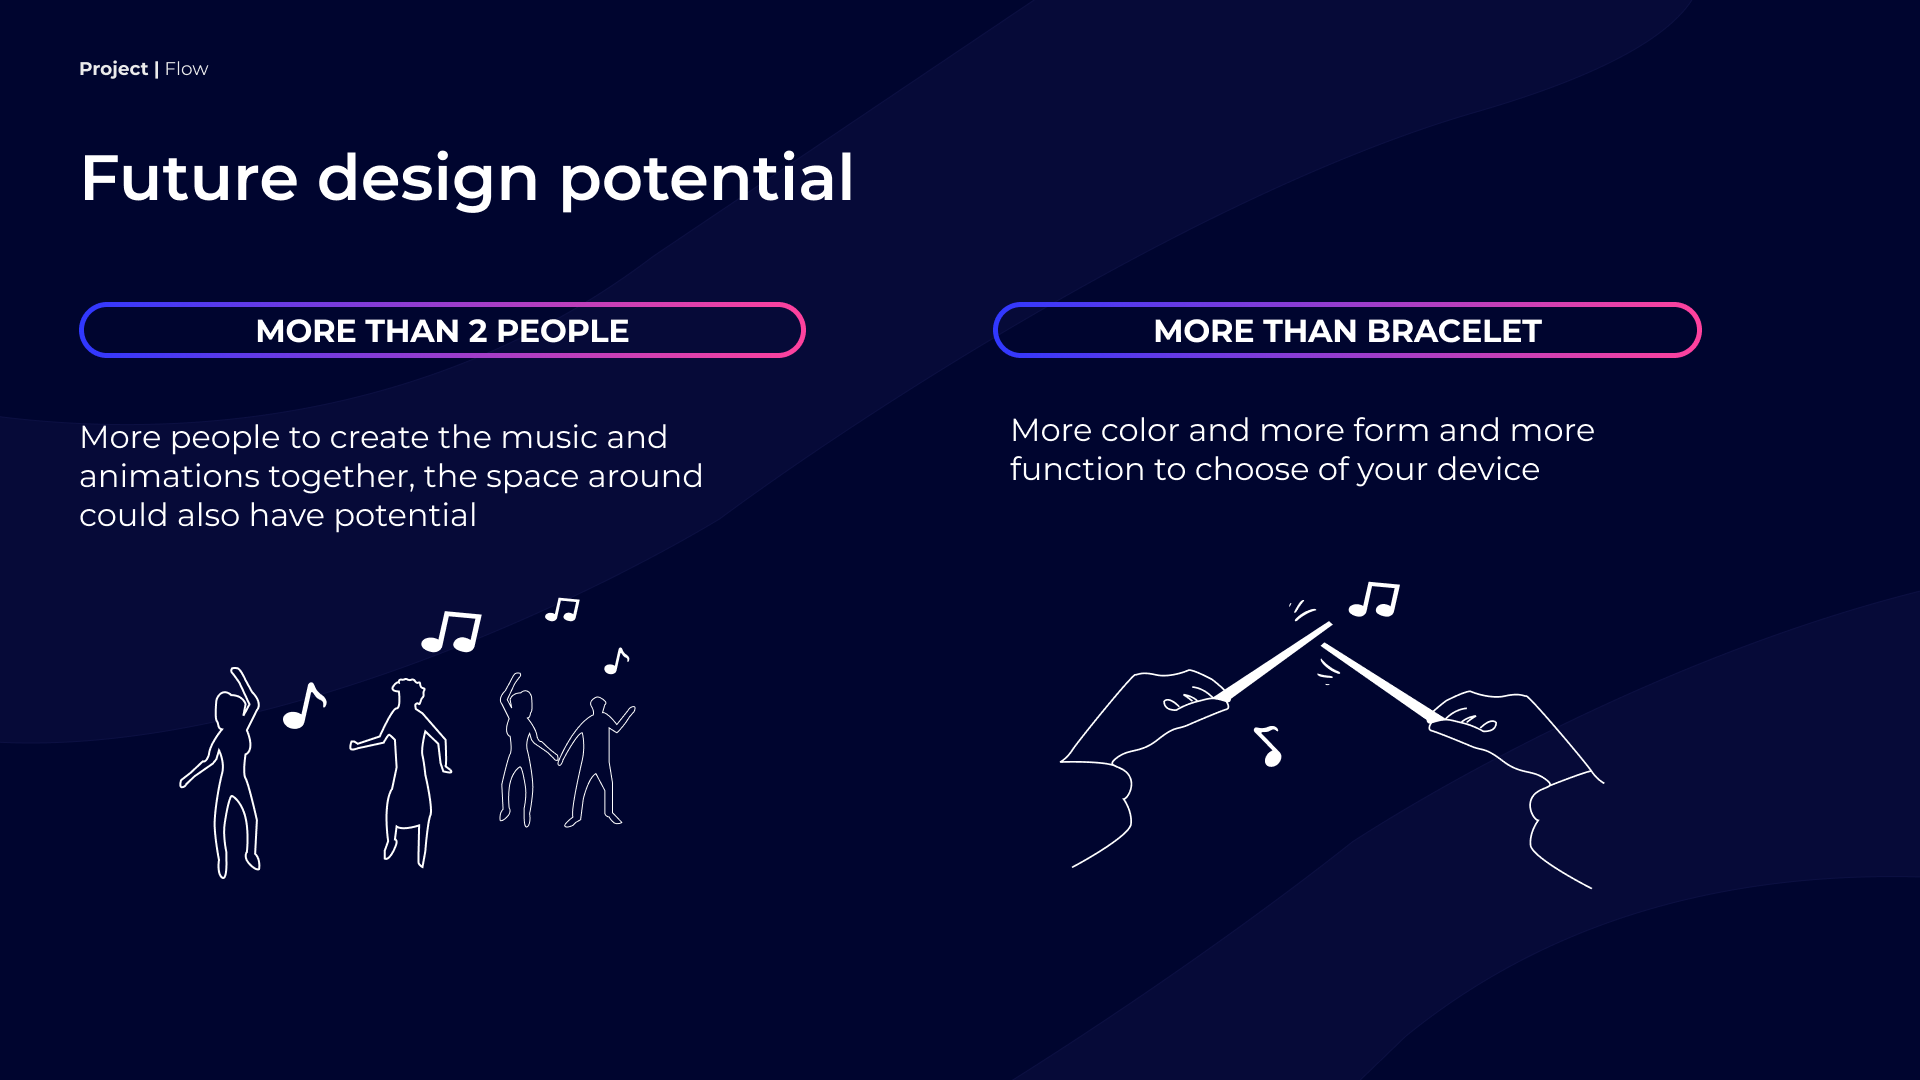 Project | Flow
Future design potential
MORE THAN 2 PEOPLE
More people to create the music and
animations together, the space around
could also have potential
MORE THAN BRACELET
More color and more form and more
function to choose of your device